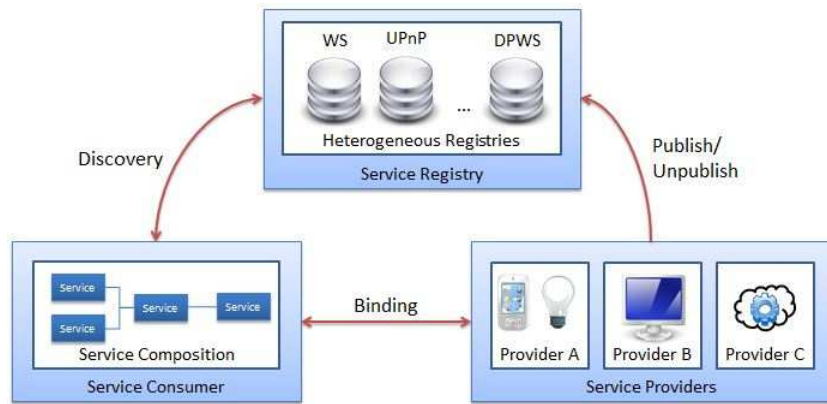 WS UPnP DPWS
...
Heterogeneous Registries
Service Registry
Discovery
Publish/
Unpublish
Service
Service
Service
Service
Service Composition
Service Consumer
Binding
Provider A
Provider B
Provider C
Service Providers